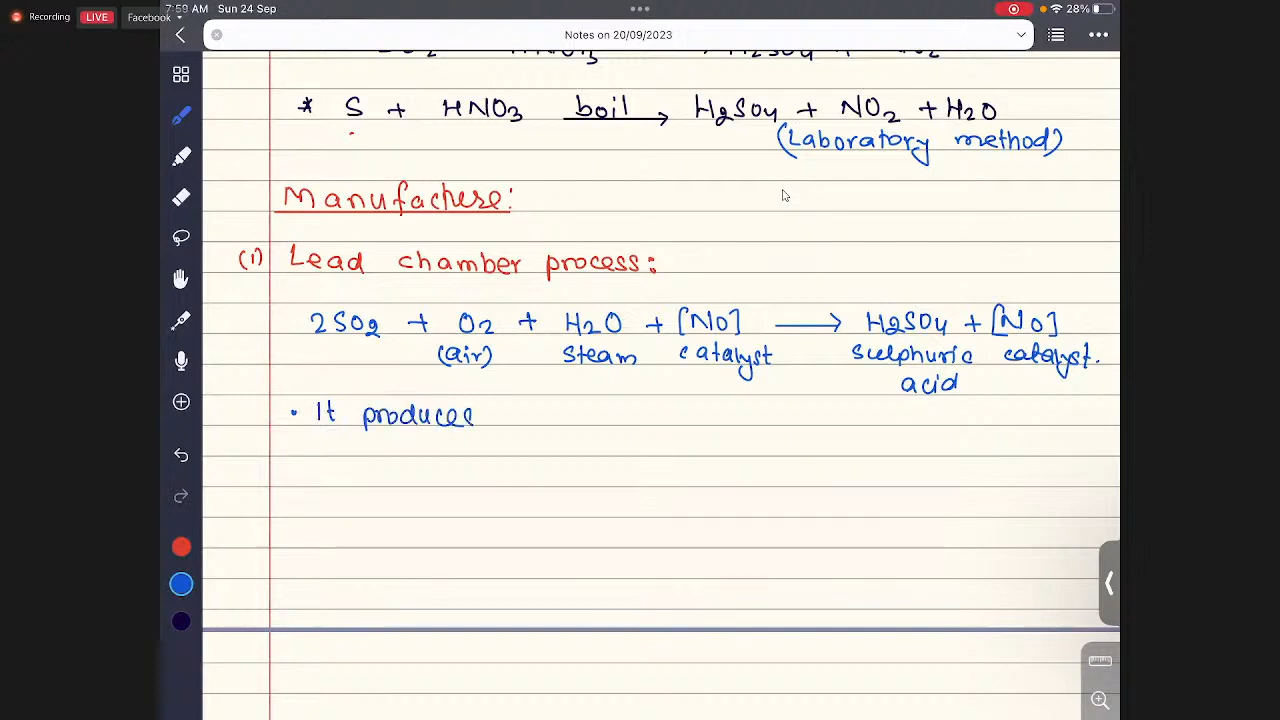 7:59 AM Sun 24 Sep
28%
Recording LIVE Facebook
Notes on 20/09/2023
* S + HNO3 boil → H2SO4 + NO2 + H2O
(Laboratory method)
Manufacture:
(1) Lead chamber process:
2SO2 + O2 + H2O + [NO] → H2SO4 + [NO]
(air) steam catalyst sulphuric catalyst.
acid
• It produces